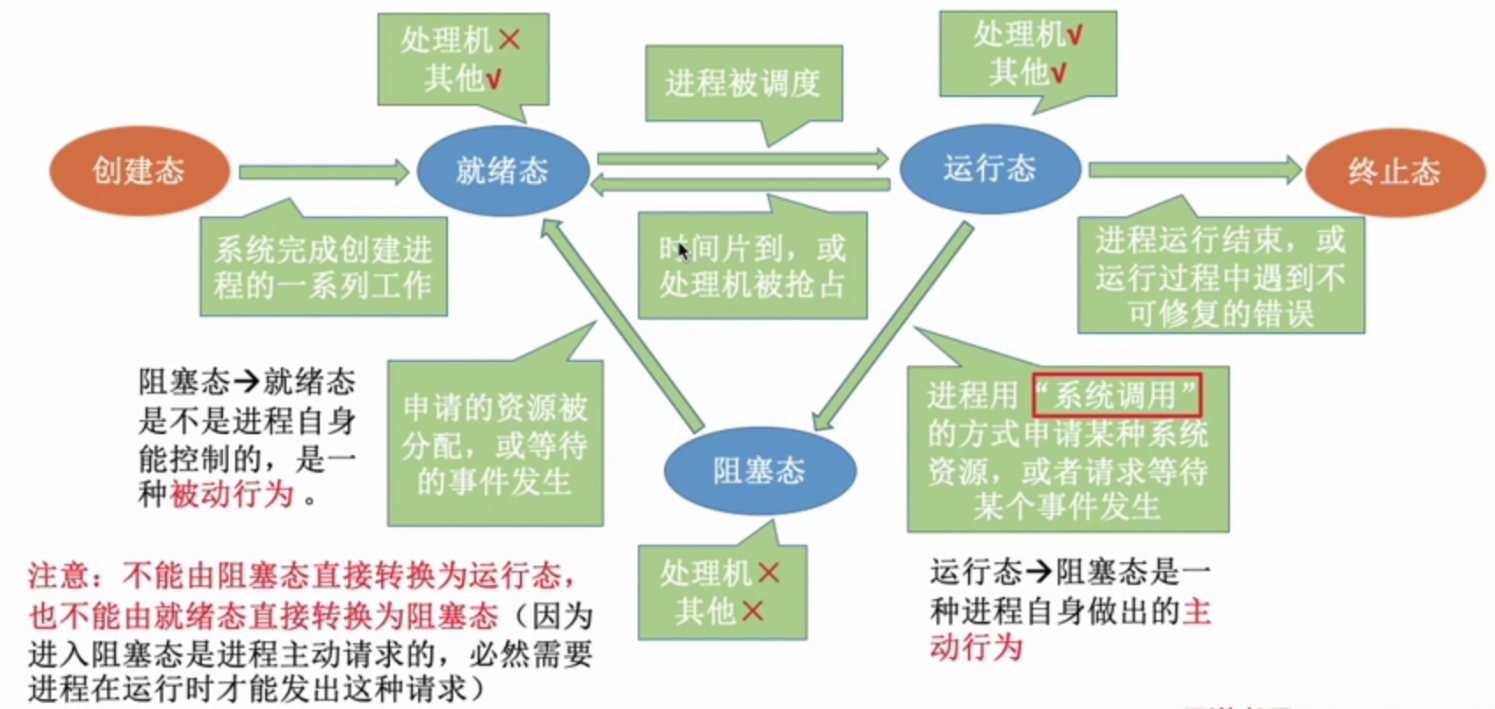 处理机×
其他√
进程被调度
处理机√
其他√
创建态
就绪态
运行态
终止态
系统完成创建进
程的一系列工作
时间片到，或
处理机被抢占
进程运行结束，或
运行过程中遇到不
可修复的错误
阻塞态→就绪态
是不是进程自身
能控制的，是一
种被动行为。
申请的资源被
分配，或等待
的事件发生
阻塞态
进程用“系统调用”
的方式申请某种系统
资源，或者请求等待
某个事件发生
处理机×
其他×
注意：不能由阻塞态直接转换为运行态，
也不能由就绪态直接转换为阻塞态（因为
进入阻塞态是进程主动请求的，必然需要
进程在运行时才能发出这种请求）
运行态→阻塞态是一
种进程自身做出的主
动行为